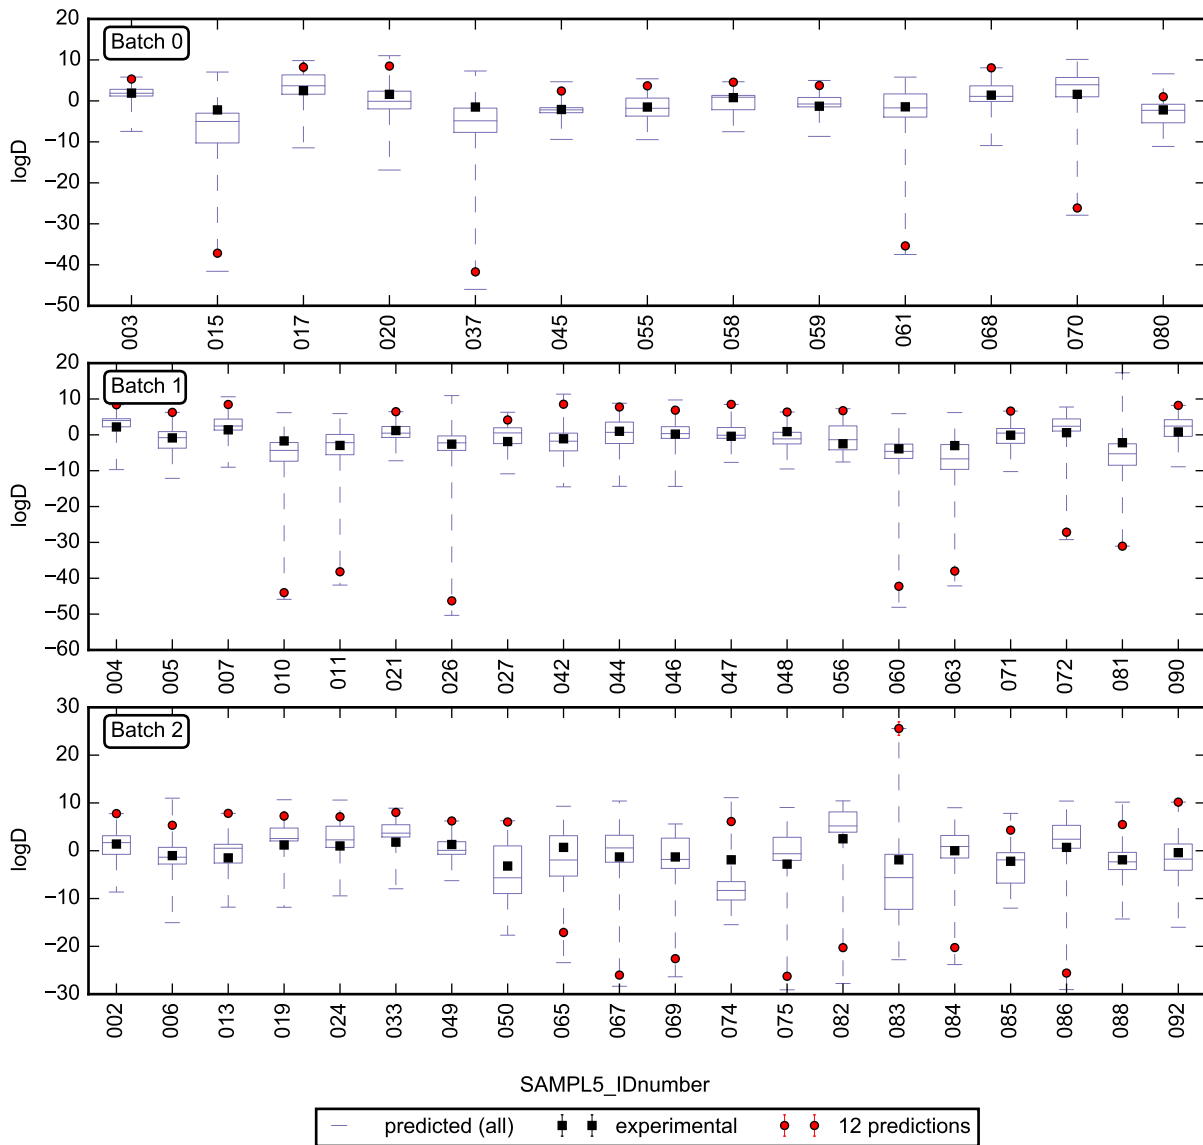 20
Batch 0
10
0
−10
−20
−30
−40
−50
logD
003 015 017 020 037 045 055 058 059 061 068 070 080
20
Batch 1
10
0
−10
−20
−30
−40
−50
−60
logD
004 005 007 010 011 021 026 027 042 044 046 047 048 056 060 063 071 072 081 090
30
Batch 2
20
10
0
−10
−20
−30
logD
002 006 013 019 024 033 049 050 065 067 069 074 075 082 083 084 085 086 088 092
SAMPL5_IDnumber
predicted (all) experimental 12 predictions